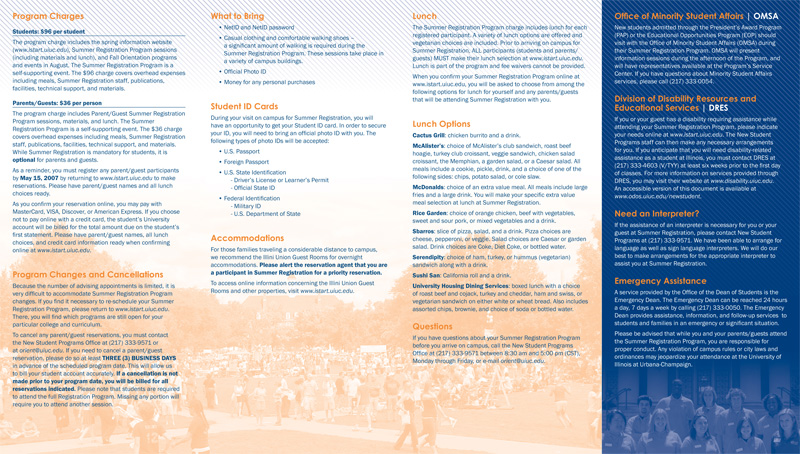 Program Charges
Students: $96 per student
The program charge includes the spring information website
(www.istart.uiuc.edu), Summer Registration Program sessions
(including materials and lunch), and Fall Orientation programs
and events in August. The Summer Registration Program is a
self-supporting event. The $96 charge covers overhead expenses
including meals, Summer Registration staff, publications,
facilities, technical support, and materials.
Parents/Guests: $36 per person
The program charge includes Parent/Guest Summer Registration
Program sessions, materials, and lunch. The Summer
Registration Program is a self supporting event. The $36 charge
covers overhead expenses including meals, Summer Registration
staff, publications, facilities, technical support, and materials.
While Summer Registration is mandatory for students, it is
optional for parents and guests.
As a reminder, you must register any parent/guest participants
by May 15, 2007 by returning to www.istart.uiuc.edu to make
reservations. Please have parent/guest names and all lunch
choices ready.
As you confirm your reservation online, you may pay with
MasterCard, VISA, Discover, or American Express. If you choose
not to pay online with a credit card, the student's University
account will be billed for the total amount due on the student's
first statement. Please have parent/guest names, all lunch
choices, and credit card information ready when confirming
online at www.istart.uiuc.edu.
Program Changes and Cancellations
Because the number of advising appointments is limited, it is
very difficult to accommodate Summer Registration Program
changes. If you find it necessary to re-schedule your Summer
Registration Program, please return to www.istart.uiuc.edu.
There, you will find which programs are still open for your
particular college and curriculum.
To cancel any parent/guest reservations, you must contact
the New Student Programs Office at (217) 333-9571 or
at orient@uiuc.edu. If you need to cancel a parent/guest
reservation, please do so at least THREE (3) BUSINESS DAYS
in advance of the scheduled program date. This will allow us
to bill your student account accurately. If a cancellation is not
made prior to your program date, you will be billed for all
reservations indicated. Please note that students are required
to attend the full Registration Program. Missing any portion will
require you to attend another session.
What to Bring
• NetID and NetID password
• Casual clothing and comfortable walking shoes –
a significant amount of walking is required during the
Summer Registration Program. These sessions take place in
a variety of campus buildings.
• Official Photo ID
• Money for any personal purchases
Student ID Cards
During your visit on campus for Summer Registration, you will
have an opportunity to get your Student ID card. In order to secure
your ID, you will need to bring an official photo ID with you. The
following types of photo IDs will be accepted:
• U.S. Passport
• Foreign Passport
• U.S. State Identification
- Driver's License or Learner's Permit
- Official State ID
• Federal Identification
- Military ID
- U.S. Department of State
Accommodations
For those families traveling a considerable distance to campus,
we recommend the Illini Union Guest Rooms for overnight
accommodations. Please alert the reservation agent that you are
a participant in Summer Registration for a priority reservation.
To access online information concerning the Illini Union Guest
Rooms and other properties, visit www.istart.uiuc.edu.
Lunch
The Summer Registration Program charge includes lunch for each
registered participant. A variety of lunch options are offered and
vegetarian choices are included. Prior to arriving on campus for
Summer Registration, ALL participants (students and parents/
guests) MUST make their lunch selection at www.istart.uiuc.edu.
Lunch is part of the program and fee waivers cannot be provided.
When you confirm your Summer Registration Program online at
www.istart.uiuc.edu, you will be asked to choose from among the
following options for lunch for yourself and any parents/guests
that will be attending Summer Registration with you.
Lunch Options
Cactus Grill: chicken burrito and a drink.
McAlister's: choice of McAlister's club sandwich, roast beef
hoagie, turkey club croissant, veggie sandwich, chicken salad
croissant, the Memphian, a garden salad, or a Caesar salad. All
meals include a cookie, pickle, drink, and a choice of one of the
following sides: chips, potato salad, or cole slaw.
McDonalds: choice of an extra value meal. All meals include large
fries and a large drink. You will make your specific extra value
meal selection at lunch at Summer Registration.
Rice Garden: choice of orange chicken, beef with vegetables,
sweet and sour pork, or mixed vegetables and a drink.
Sbarros: slice of pizza, salad, and a drink. Pizza choices are
cheese, pepperoni, or veggie. Salad choices are Caesar or garden
salad. Drink choices are Coke, Diet Coke, or bottled water.
Serendipity: choice of ham, turkey, or hummus (vegetarian)
sandwich along with a drink.
Sushi San: California roll and a drink.
University Housing Dining Services: boxed lunch with a choice
of roast beef and cojack, turkey and cheddar, ham and swiss, or
vegetarian sandwich on either white or wheat bread. Also includes
assorted chips, brownie, and choice of soda or bottled water.
Questions
If you have questions about your Summer Registration Program
before you arrive on campus, call the New Student Programs
Office at (217) 333-9571 between 8:30 am and 5:00 pm (CST),
Monday through Friday, or e-mail orient@uiuc.edu.
Office of Minority Student Affairs | OMSA
New students admitted through the President's Award Program
(PAP) or the Educational Opportunities Program (EOP) should
visit with the Office of Minority Student Affairs (OMSA) during
their Summer Registration Program. OMSA will present
information sessions during the afternoon of the Program, and
will have representatives available at the Program's Service
Center. If you have questions about Minority Student Affairs
services, please call (217) 333-0054.
Division of Disability Resources and
Educational Services | DRES
If you or your guest has a disability requiring assistance while
attending your Summer Registration Program, please indicate
your needs online at www.istart.uiuc.edu. The New Student
Programs staff can then make any necessary arrangements
for you. If you anticipate that you will need disability-related
assistance as a student at Illinois, you must contact DRES at
(217) 333-4603 (V/TTY) at least six weeks prior to the first day
of classes. For more information on services provided through
DRES, you may visit their website at www.disability.uiuc.edu.
An accessible version of this document is available at
www.odos.uiuc.edu/newstudent.
Need an Interpreter?
If the assistance of an interpreter is necessary for you or your
guest at Summer Registration, please contact New Student
Programs at (217) 333-9571. We have been able to arrange for
language as well as sign language interpreters. We will do our
best to make arrangements for the appropriate interpreter to
assist you at Summer Registration.
Emergency Assistance
A service provided by the Office of the Dean of Students is the
Emergency Dean. The Emergency Dean can be reached 24 hours
a day, 7 days a week by calling (217) 333-0050. The Emergency
Dean provides assistance, information, and follow-up services to
students and families in an emergency or significant situation.
Please be advised that while you and your parents/guests attend
the Summer Registration Program, you are responsible for
proper conduct. Any violation of campus rules or city laws and
ordinances may jeopardize your attendance at the University of
Illinois at Urbana-Champaign.